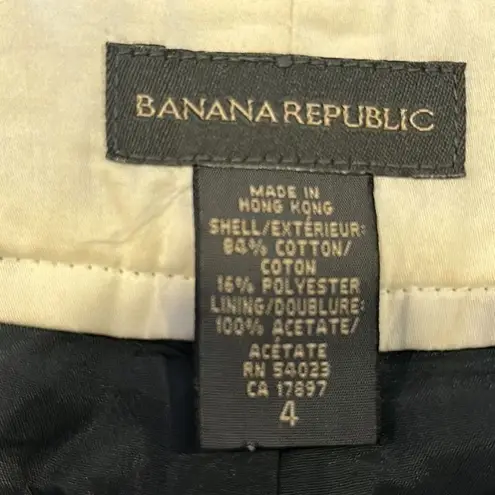 BANANA REPUBLIC
MADE IN
HONG KONG
SHELL/EXTÉRIEUR:
84% COTTON/
COTON
16% POLYESTER
LINING/DOUBLURE:
100% ACETATE/
ACÉTATE
RN 54023
CA 17897
4